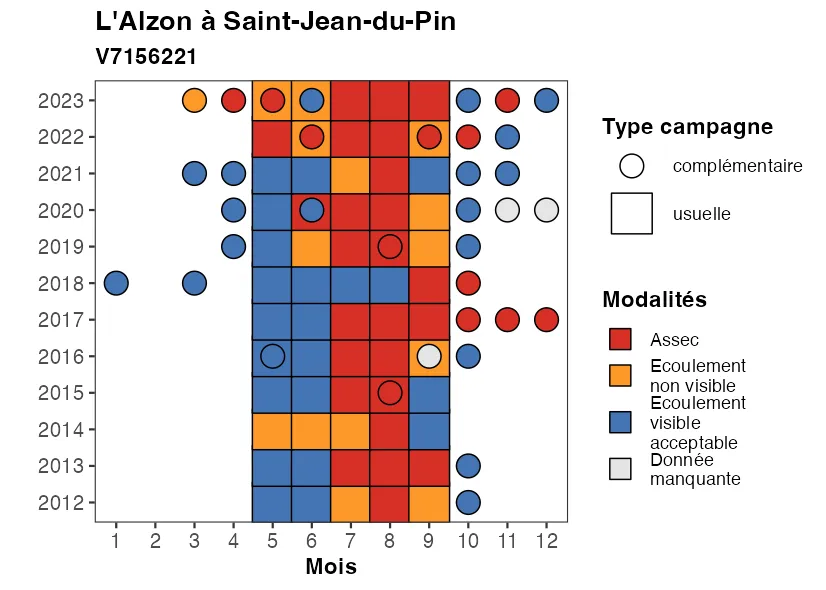 L'Alzon à Saint-Jean-du-Pin
V7156221
2023
2022
2021
2020
2019
2018
2017
2016
2015
2014
2013
2012
1 2 3 4 5 6 7 8 9 10 11 12
Mois
Type campagne
complémentaire
usuelle
Modalités
Assec
Ecoulement
non visible
Ecoulement
visible
acceptable
Donnée
manquante